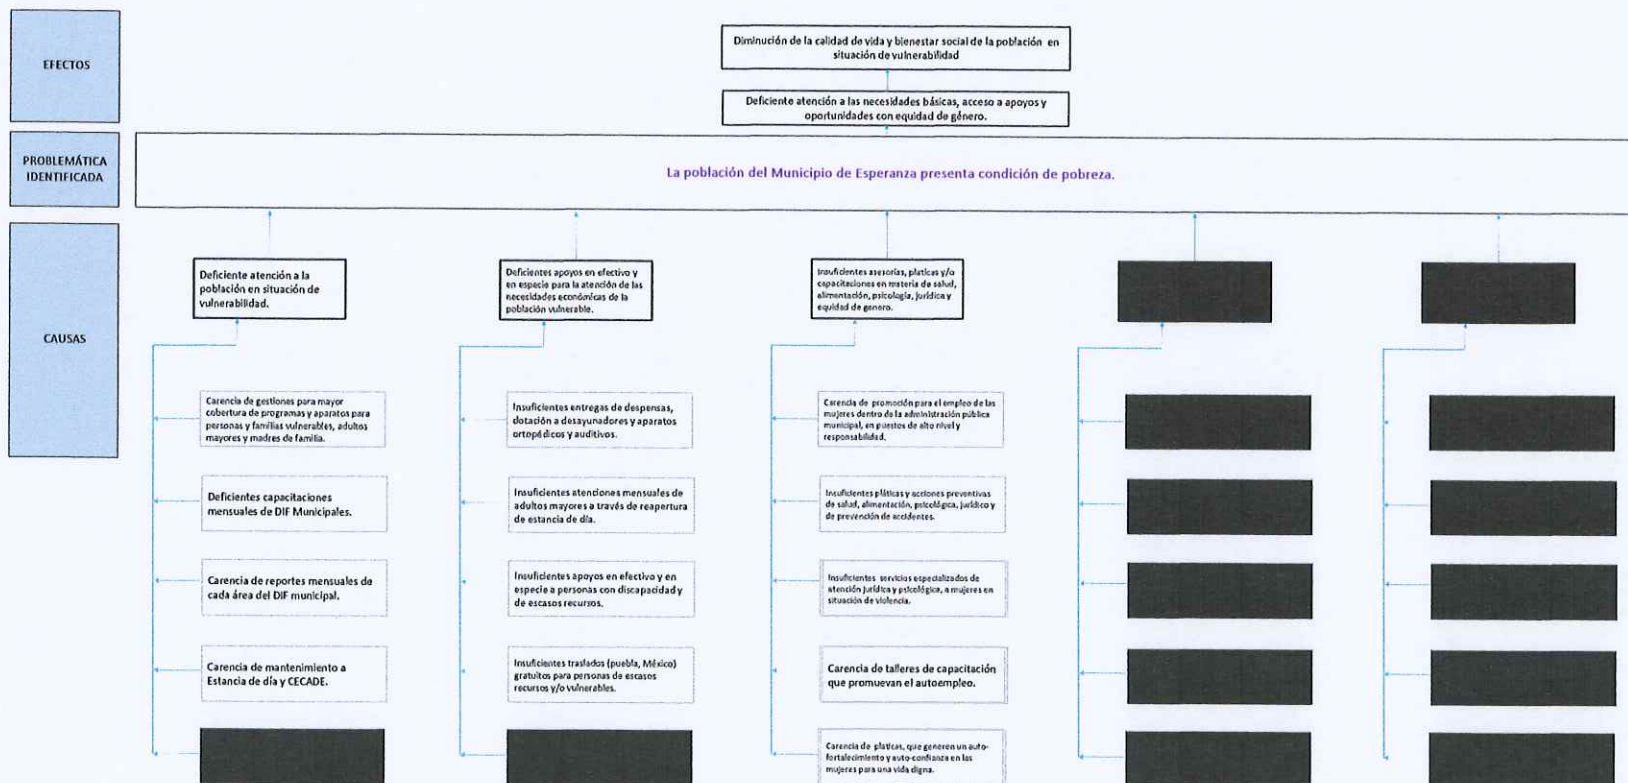 EFECTOS
Diminución de la calidad de vida y bienestar social de la población en
situación de vulnerabilidad
Deficiente atención a las necesidades básicas, acceso a apoyos y
oportunidades con equidad de género.
PROBLEMÁTICA
IDENTIFICADA
La población del Municipio de Esperanza presenta condición de pobreza.
CAUSAS
Deficiente atención a la
población en situación de
vulnerabilidad.
Carencia de gestiones para mayor
cobertura de programas y aparatos para
personas y familias vulnerables, adultos
mayores y madres de familia.
Deficientes capacitaciones
mensuales de DIF Municipales.
Carencia de reportes mensuales de
cada área del DIF municipal.
Carencia de mantenimiento a
Estancia de día y CECADE.
Deficientes apoyos en efectivo y
en especie para la atención de las
necesidades económicas de la
población vulnerable.
Insuficientes entregas de despensas,
dotación a desayunadores y aparatos
ortopédicos y auditivos.
Insuficientes atenciones mensuales de
adultos mayores a través de reapertura
de estancia de día.
Insuficientes apoyos en efectivo y en
especie a personas con discapacidad y
de escasos recursos.
Insuficientes traslados (puebla, México)
gratuitos para personas de escasos
recursos y/o vulnerables.
Insuficientes asesorías, platicas y/o
capacitaciones en materia de salud,
alimentación, psicología, jurídica y
equidad de genero.
Carencia de promoción para el empleo de las
mujeres dentro de la administración pública
municipal, en puestos de alto nivel y
responsabilidad.
Insuficientes pláticas y acciones preventivas
de salud, alimentación, psicológica, jurídico y
de prevención de accidentes.
Insuficientes servicios especializados de
atención jurídica y psicológica, a mujeres en
situación de violencia.
Carencia de talleres de capacitación
que promuevan el autoempleo.
Carencia de platicas, que generen un auto-
fortalecimiento y auto-confianza en las
mujeres para una vida digna.